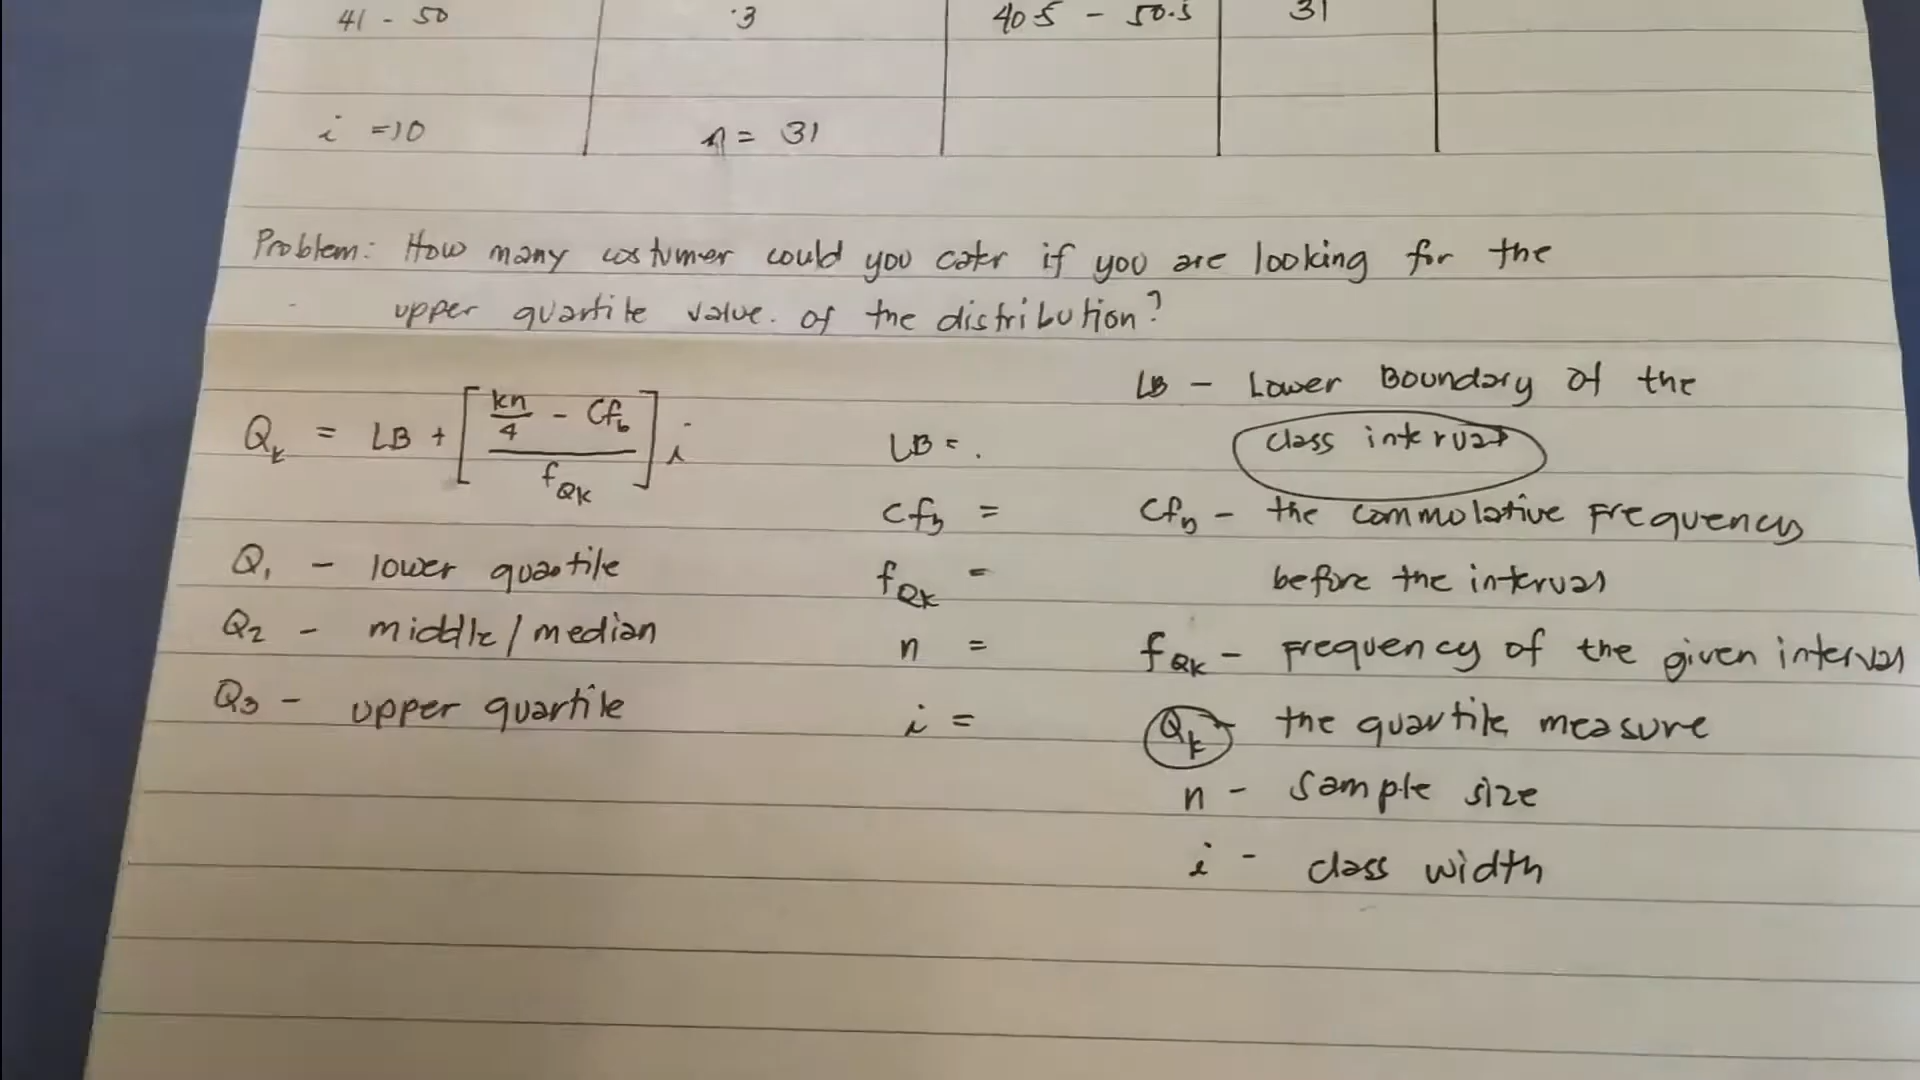 41 - 50 3 40.5 - 50.5 31
i = 10 n = 31
Problem: How many costumer could you cater if you are looking for the
upper quartile value. of the distribution?
LB - Lower Boundary of the
class interval
Qk = LB + [ kn/4 - Cfb / fQk ] i LB = .
Cfb = Cfb - the commolative Frequency
before the interval
Q1 - lower quartile fQk =
Q2 - middle / median n = fQk - frequency of the given interval
Q3 - upper quartile i = Qk - the quartile measure
n - sample size
i - class width